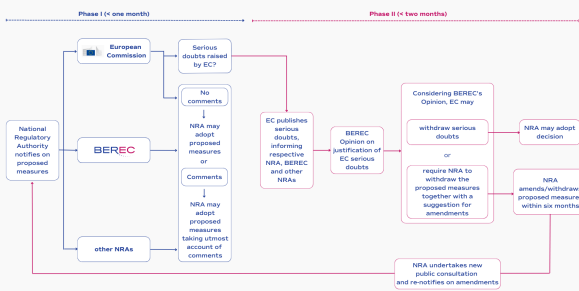 Phase I (< one month)
Phase II (< two months)
European
Commission
Serious
doubts raised
by EC?
No
comments
NRA may
adopt
proposed
measures
or
Comments
NRA may
adopt
proposed
measures
taking utmost
account of
comments
National
Regulatory
Authority
notifies on
proposed
measures
BEREC
other NRAs
EC publishes
serious
doubts,
informing
respective
NRA, BEREC
and other
NRAs
BEREC
Opinion on
justification of
EC serious
doubts
Considering BEREC's
Opinion, EC may
withdraw serious
doubts
or
require NRA to
withdraw the
proposed measures
together with a
suggestion for
amendments
NRA may adopt
decision
NRA
amends/withdraws
proposed measures
within six months
NRA undertakes new
public consultation
and re-notifies on amendments